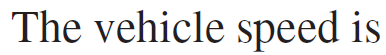 The vehicle speed is